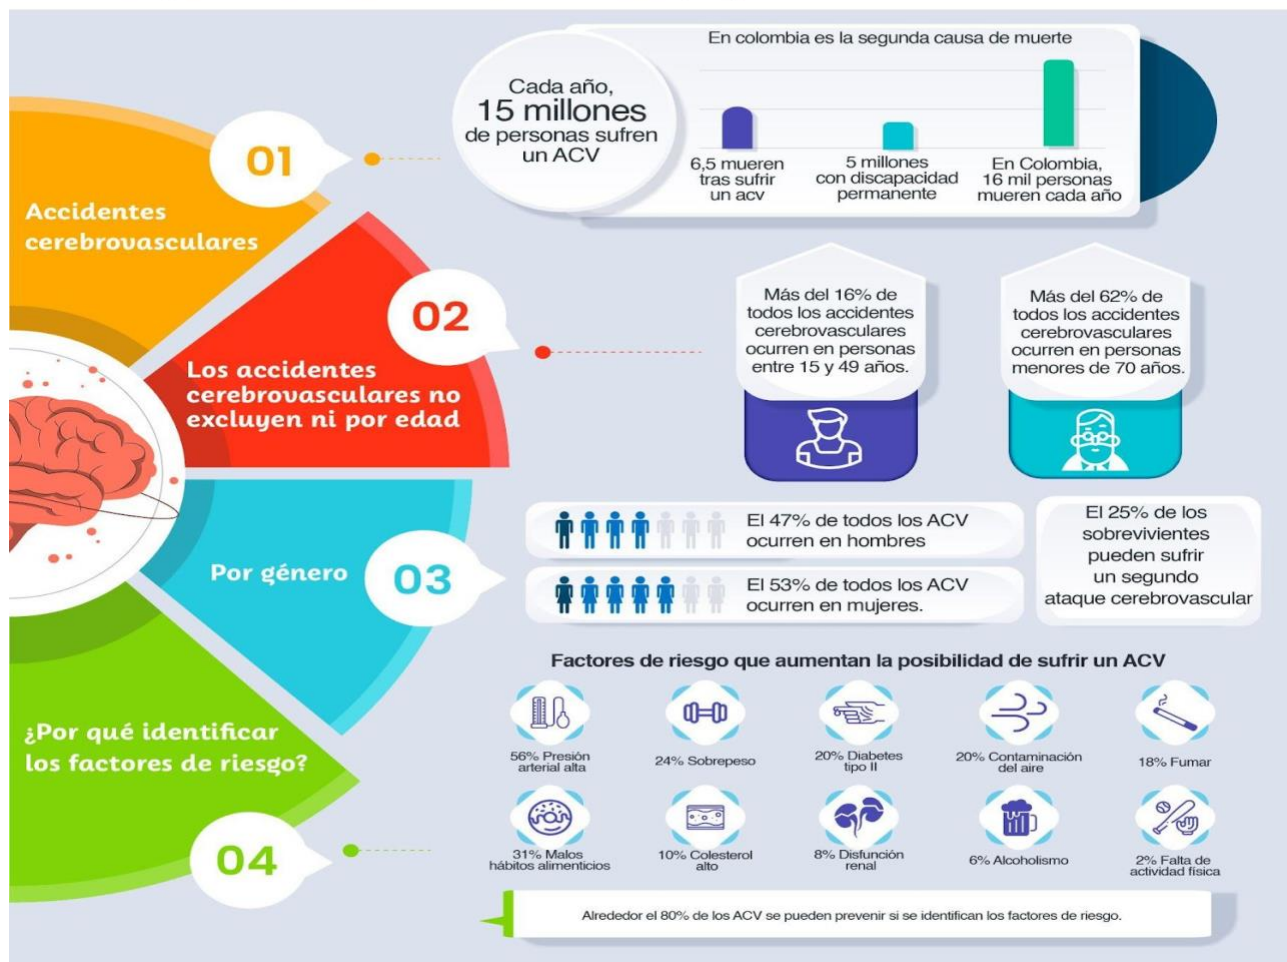 En colombia es la segunda causa de muerte
Cada año,
15 millones
de personas sufren
un ACV
6,5 mueren
tras sufrir
un acv
5 millones
con discapacidad
permanente
En Colombia,
16 mil personas
mueren cada año
01
Accidentes
cerebrovasculares
02
Los accidentes
cerebrovasculares no
excluyen ni por edad
Más del 16% de
todos los accidentes
cerebrovasculares
ocurren en personas
entre 15 y 49 años.
Más del 62% de
todos los accidentes
cerebrovasculares
ocurren en personas
menores de 70 años.
Por género
03
El 47% de todos los ACV
ocurren en hombres
El 53% de todos los ACV
ocurren en mujeres.
El 25% de los
sobrevivientes
pueden sufrir
un segundo
ataque cerebrovascular
¿Por qué identificar
los factores de riesgo?
04
Factores de riesgo que aumentan la posibilidad de sufrir un ACV
56% Presión
arterial alta
24% Sobrepeso
20% Diabetes
tipo II
20% Contaminación
del aire
18% Fumar
31% Malos
hábitos alimenticios
10% Colesterol
alto
8% Disfunción
renal
6% Alcoholismo
2% Falta de
actividad física
Alrededor el 80% de los ACV se pueden prevenir si se identifican los factores de riesgo.